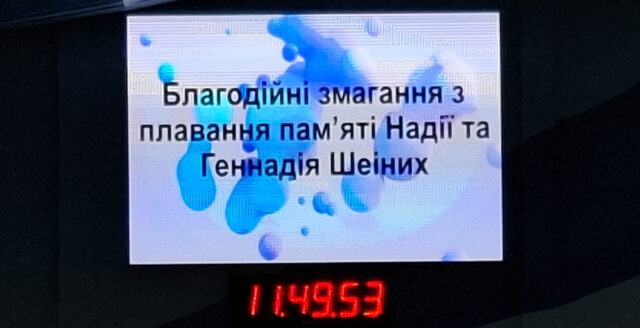 Благодійні змагання з
плавання пам’яті Надії та
Геннадія Шеіних
11.49.53